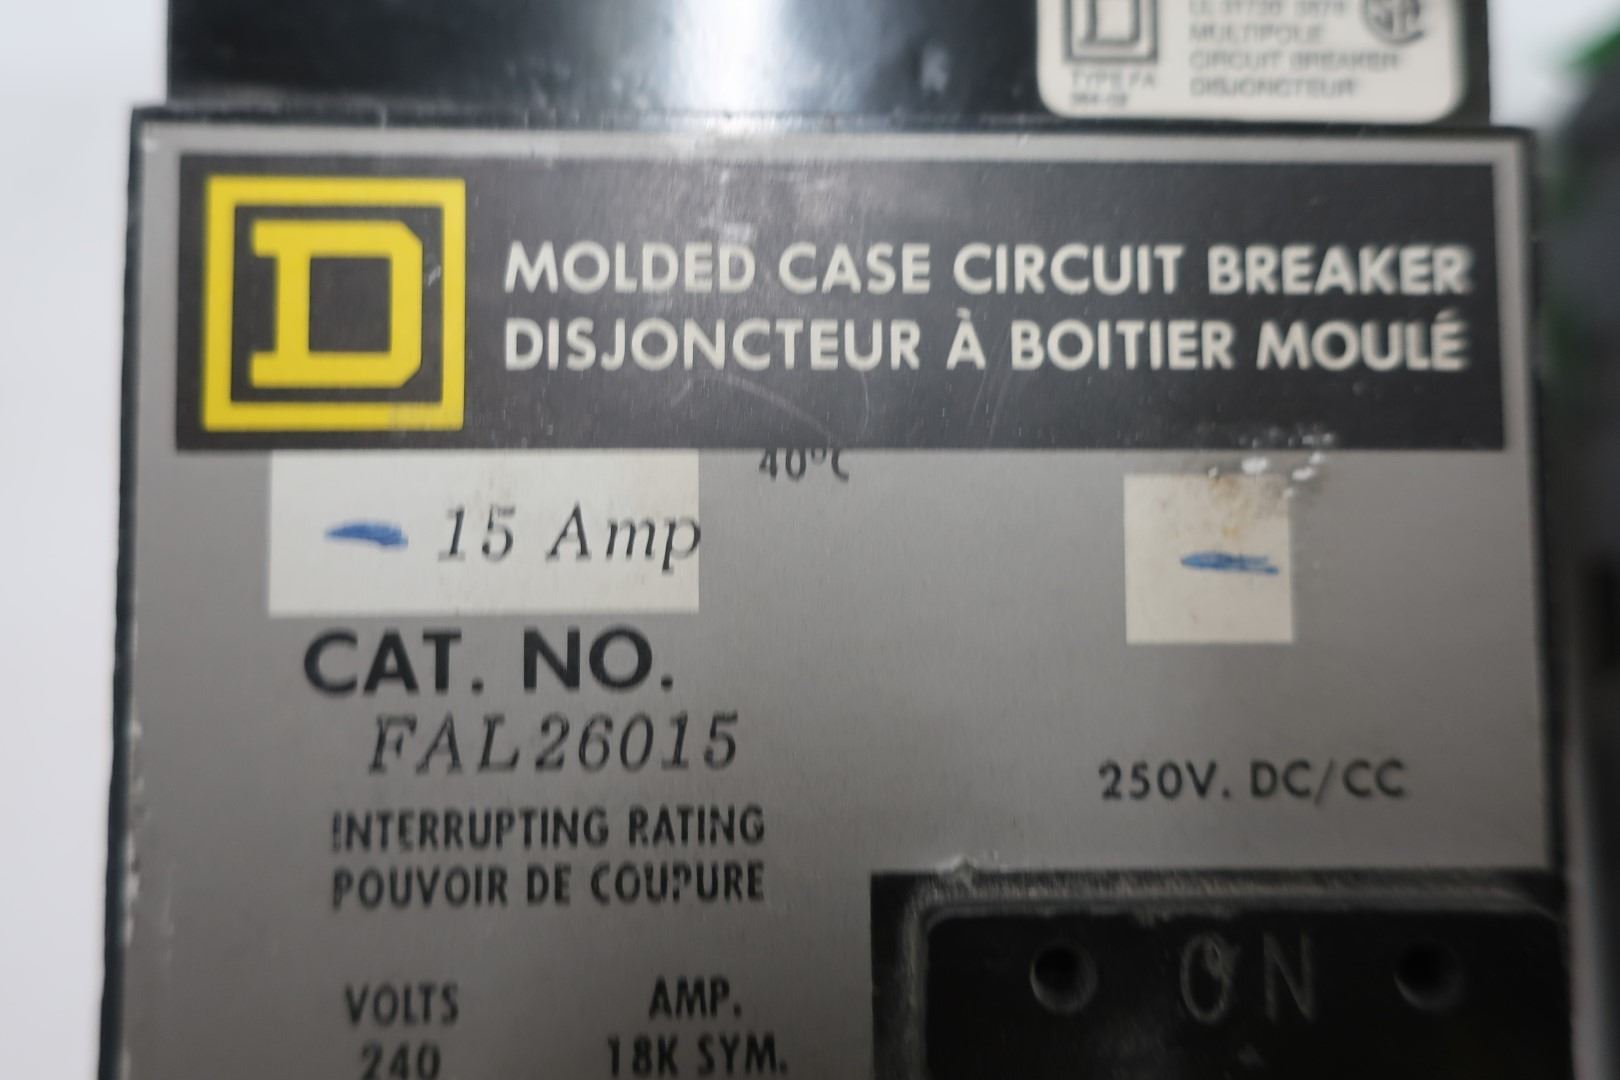 MULTIPOLE
CIRCUIT BREAKER
DISJONCTEUR
TYPE FA
D
MOLDED CASE CIRCUIT BREAKER
DISJONCTEUR À BOITIER MOULÉ
40°C
15 Amp
CAT. NO.
FAL26015
250V. DC/CC
INTERRUPTING RATING
POUVOIR DE COUPURE
ON
VOLTS AMP.
240 18K SYM.